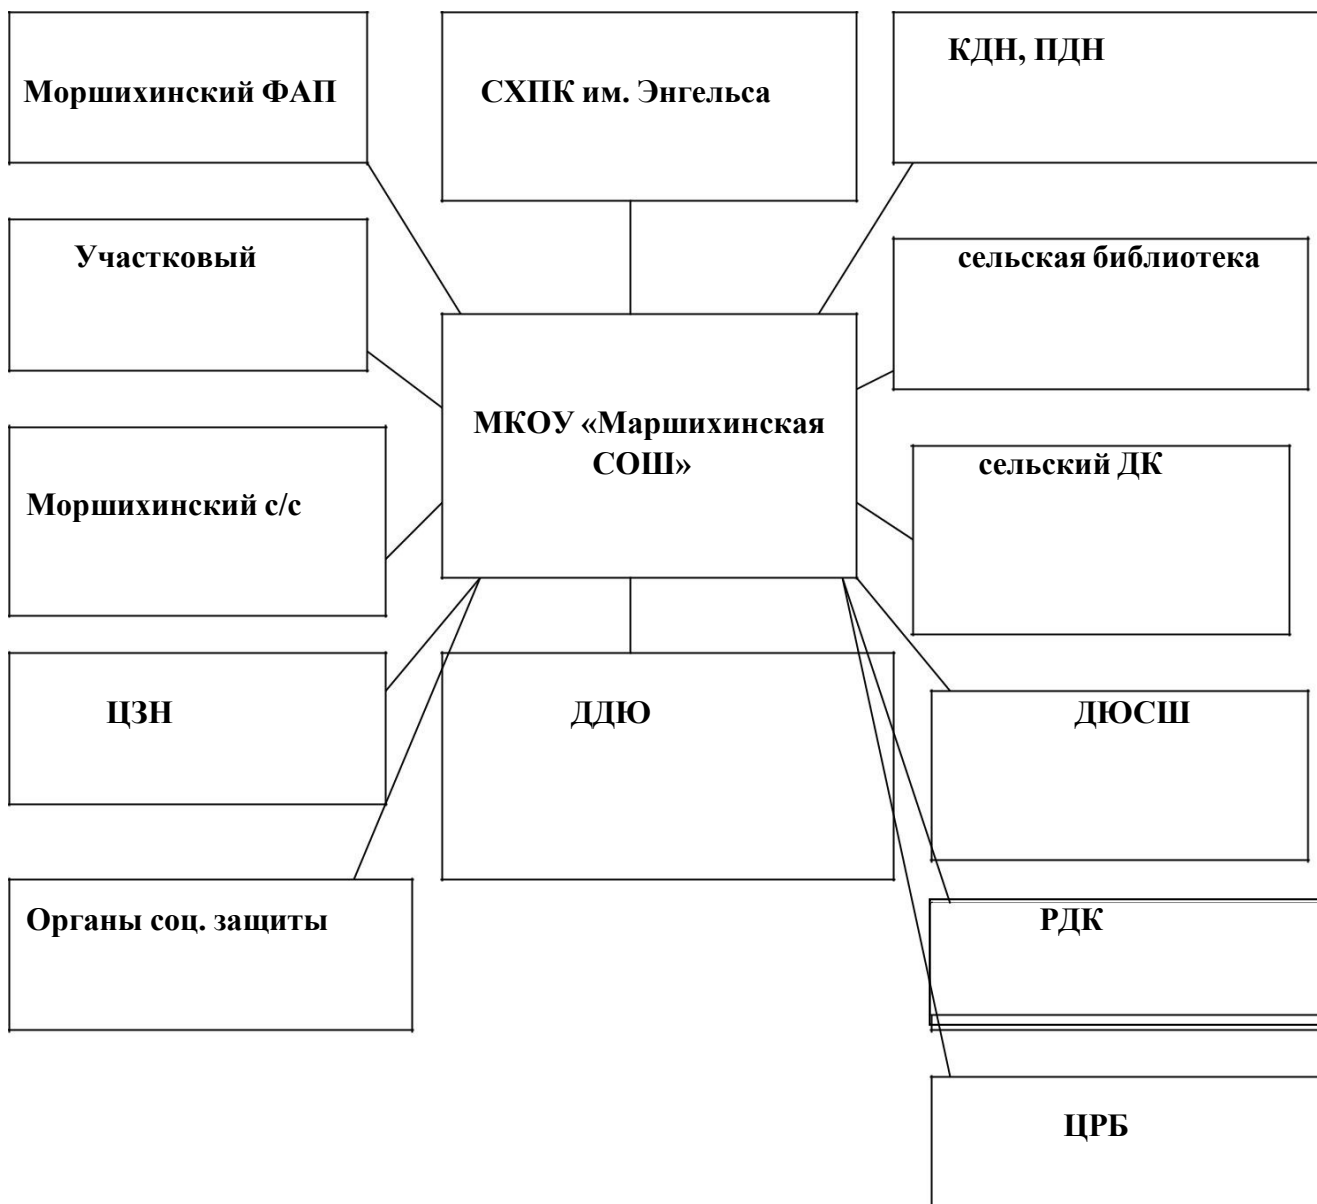 Моршихинский ФАП
СХПК им. Энгельса
КДН, ПДН
Участковый
сельская библиотека
МКОУ «Маршихинская
СОШ»
Моршихинский с/с
сельский ДК
ЦЗН
ДДЮ
ДЮСШ
Органы соц. защиты
РДК
ЦРБ